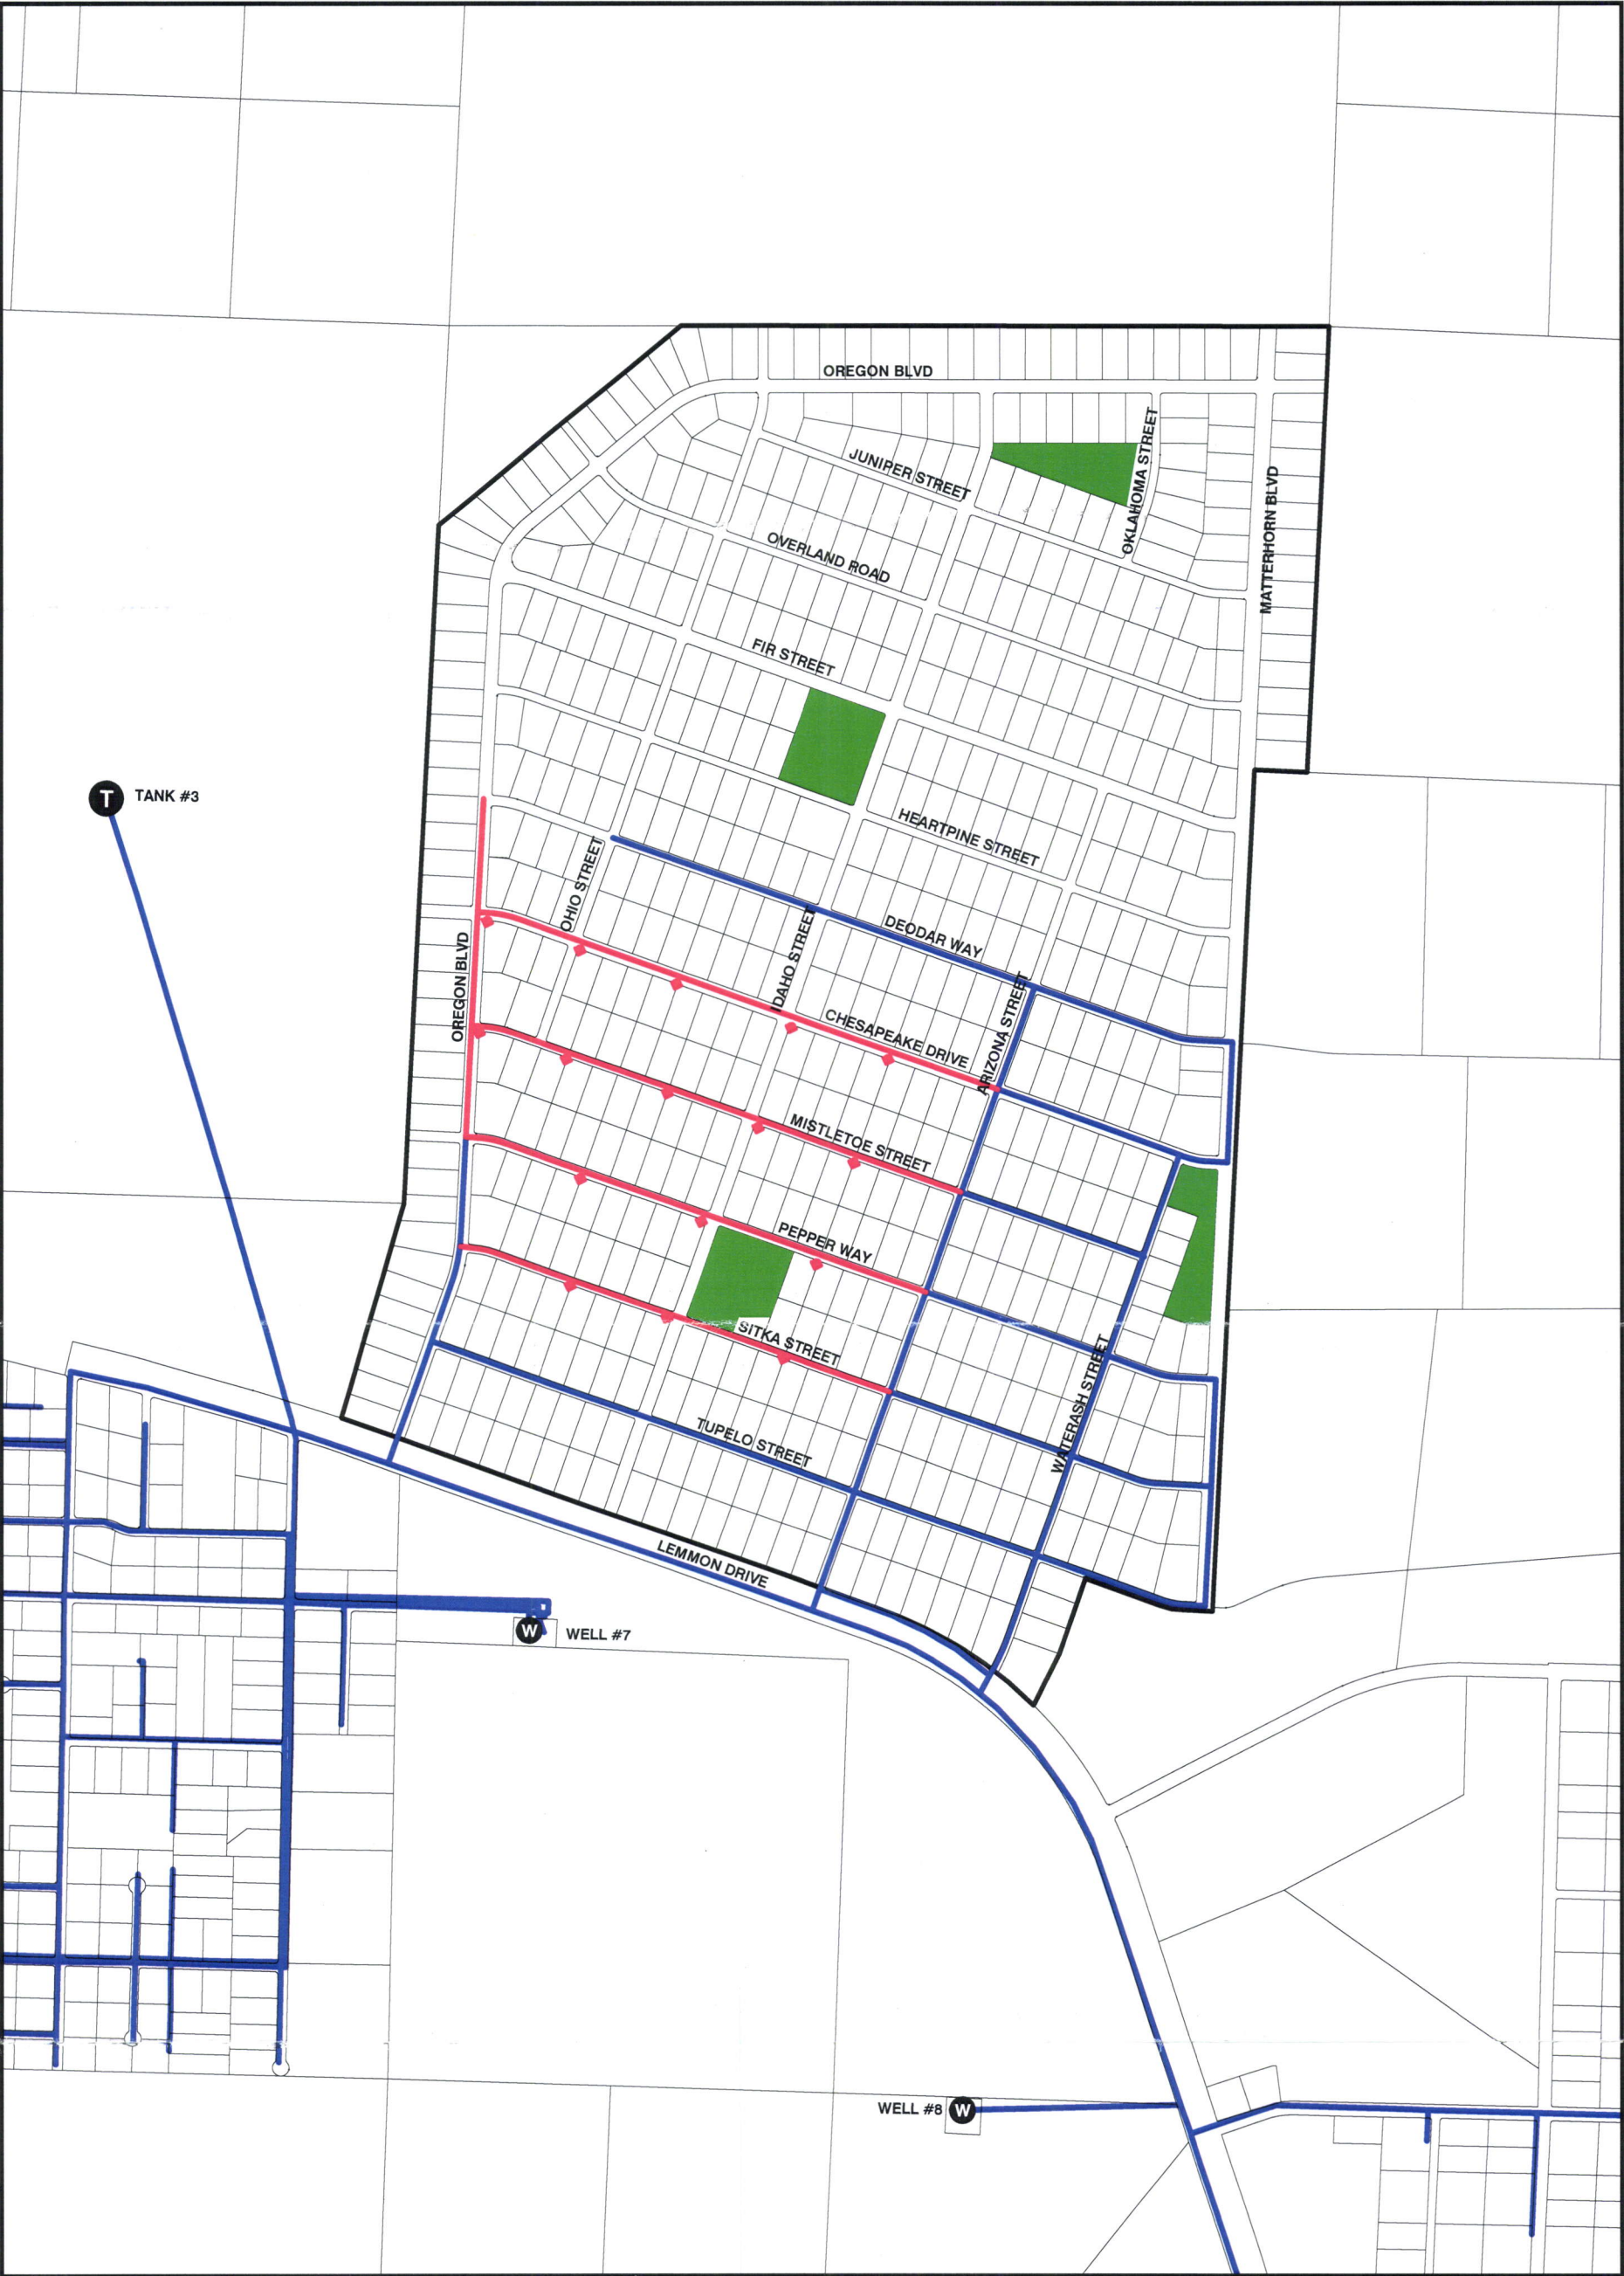 OREGON BLVD
JUNIPER STREET
OKLAHOMA STREET
MATTERHORN BLVD
OVERLAND ROAD
FIR STREET
T TANK #3
HEARTPINE STREET
OHIO STREET
DEODAR WAY
IDAHO STREET
OREGON BLVD
CHESAPEAKE DRIVE
ARIZONA STREET
MISTLETOE STREET
PEPPER WAY
SITKA STREET
WATERASH STREET
TUPELO STREET
LEMMON DRIVE
W WELL #7
WELL #8 W